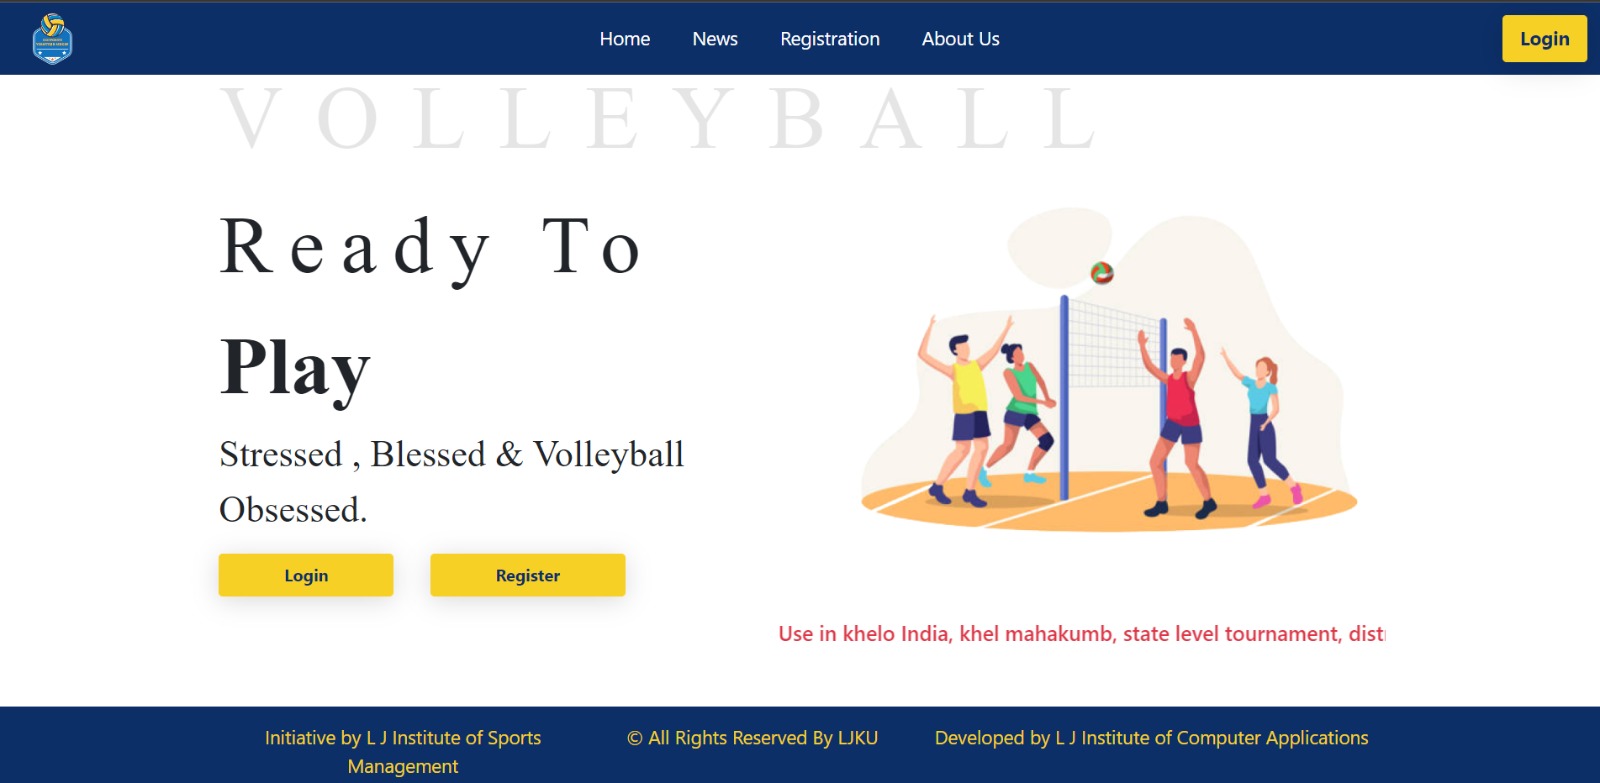 Home News Registration About Us Login
VOLLEYBALL
Ready To
Play
Stressed , Blessed & Volleyball
Obsessed.
Login Register
Use in khelo India, khel mahakumb, state level tournament,
Initiative by L J Institute of Sports
Management
© All Rights Reserved By LJKU
Developed by L J Institute of Computer Applications